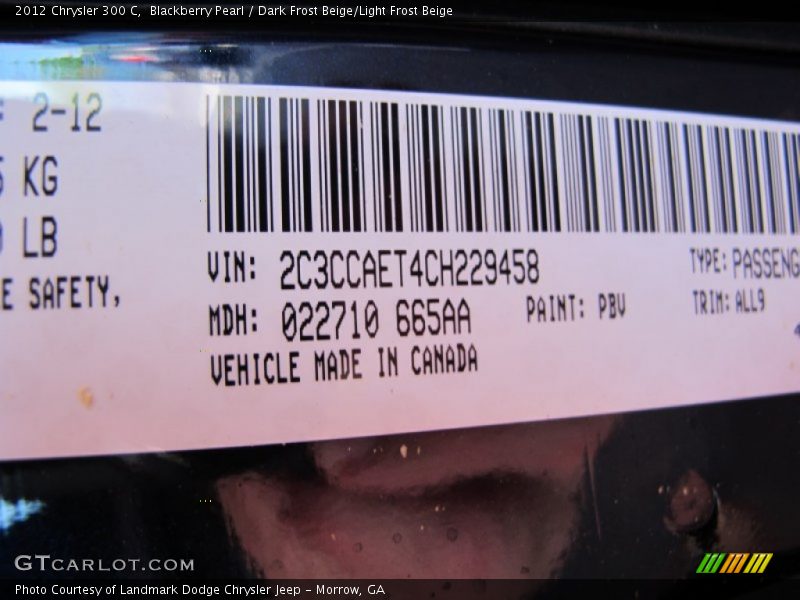 2012 Chrysler 300 C,  Blackberry Pearl / Dark Frost Beige/Light Frost Beige
2-12
KG
LB
SAFETY,
VIN: 2C3CCAET4CH229458
TYPE: PASSENG
MDH: 022710 665AA
PAINT: PBV
TRIM: ALL9
VEHICLE MADE IN CANADA
GTCARLOT.COM
Photo Courtesy of Landmark Dodge Chrysler Jeep - Morrow, GA